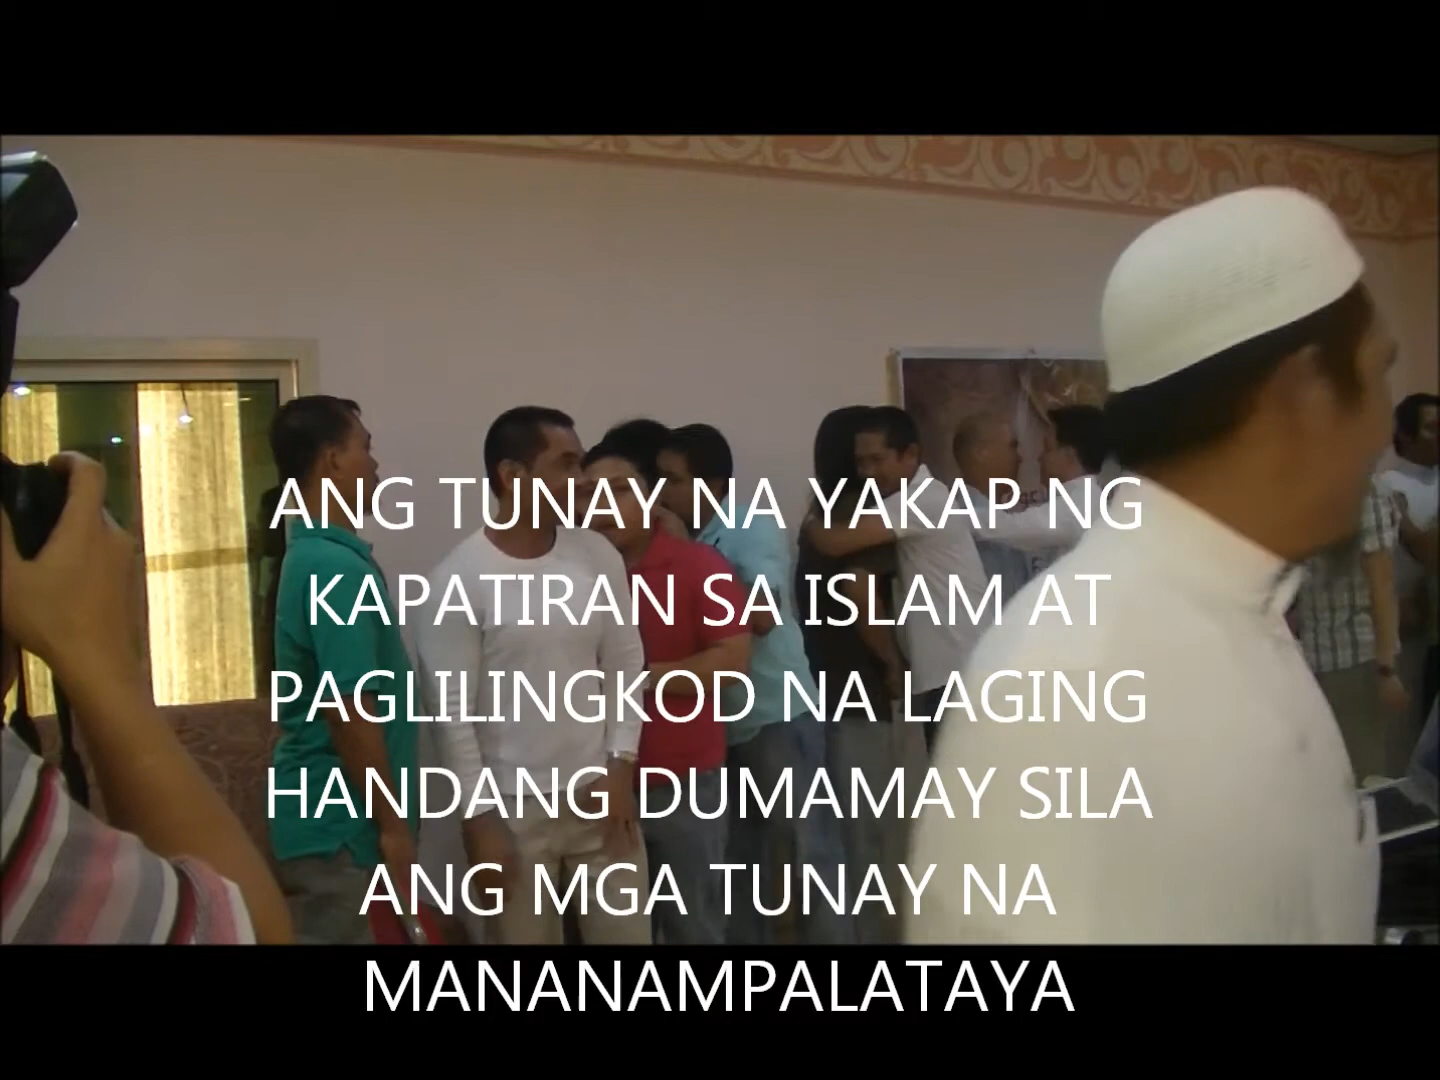 ANG TUNAY NA YAKAP NG
KAPATIRAN SA ISLAM AT
PAGLILINGKOD NA LAGING
HANDANG DUMAMAY SILA
ANG MGA TUNAY NA
MANANAMPALATAYA